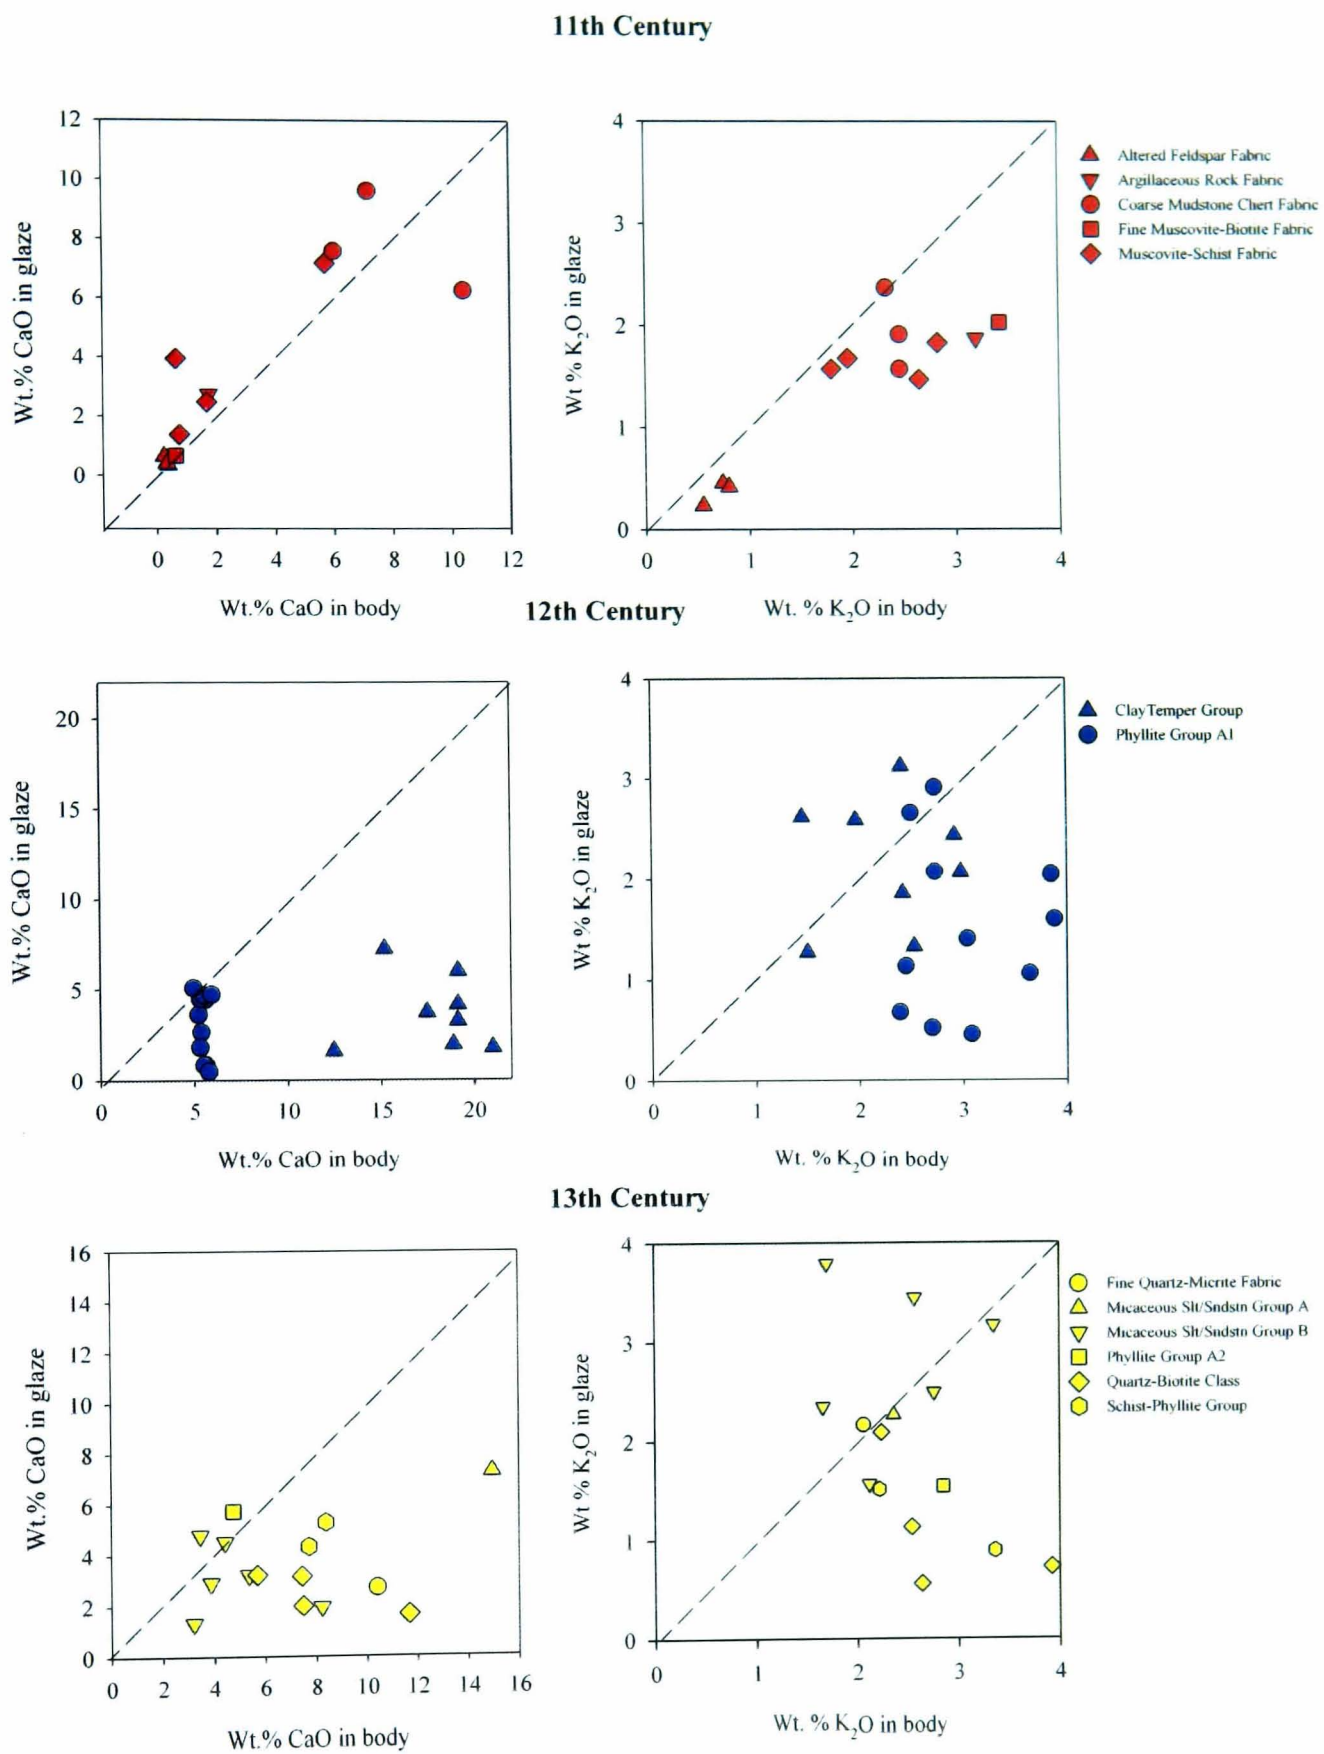 11th Century
12
10
8
6
4
2
0
Wt.% CaO in glaze
0 2 4 6 8 10 12
Wt.% CaO in body
4
3
2
1
0
Wt % K₂O in glaze
0 1 2 3 4
Wt. % K₂O in body
Altered Feldspar Fabric
Argillaceous Rock Fabric
Coarse Mudstone Chert Fabric
Fine Muscovite-Biotite Fabric
Muscovite-Schist Fabric
12th Century
20
15
10
5
0
Wt.% CaO in glaze
0 5 10 15 20
Wt.% CaO in body
4
3
2
1
0
Wt % K₂O in glaze
0 1 2 3 4
Wt. % K₂O in body
Clay Temper Group
Phyllite Group A1
13th Century
16
14
12
10
8
6
4
2
0
Wt.% CaO in glaze
0 2 4 6 8 10 12 14 16
Wt.% CaO in body
4
3
2
1
0
Wt % K₂O in glaze
0 1 2 3 4
Wt. % K₂O in body
Fine Quartz-Micrite Fabric
Micaceous Slt/Sndstn Group A
Micaceous Slt/Sndstn Group B
Phyllite Group A2
Quartz-Biotite Class
Schist-Phyllite Group